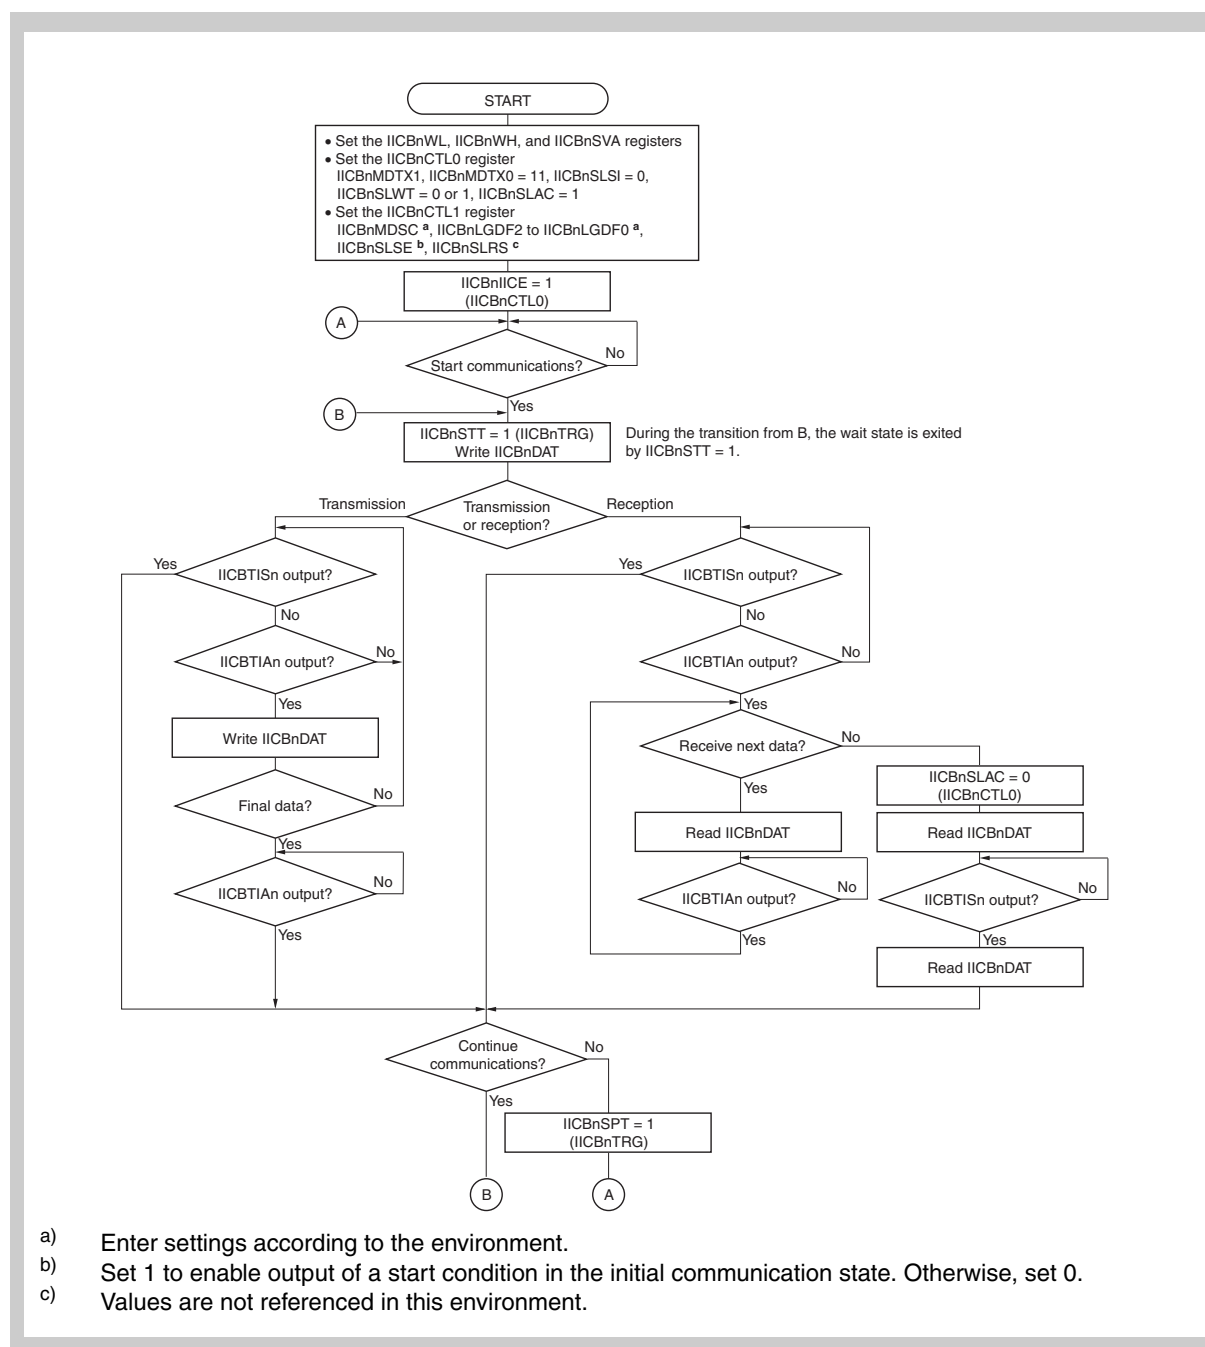 START
• Set the IICBnWL, IICBnWH, and IICBnSVA registers
• Set the IICBnCTL0 register
IICBnMDTX1, IICBnMDTX0 = 11, IICBnSLSI = 0,
IICBnSLWT = 0 or 1, IICBnSLAC = 1
• Set the IICBnCTL1 register
IICBnMDSC a, IICBnLGDF2 to IICBnLGDF0 a,
IICBnSLSE b, IICBnSLRS c
IICBnIICE = 1
(IICBnCTL0)
A
Start communications?
No
Yes
B
IICBnSTT = 1 (IICBnTRG)
Write IICBnDAT
During the transition from B, the wait state is exited
by IICBnSTT = 1.
Transmission
Transmission
or reception?
Reception
Yes
IICBTISn output?
No
IICBTIAn output?
No
Yes
Write IICBnDAT
Final data?
No
Yes
IICBTIAn output?
No
Yes
Yes
IICBTISn output?
No
IICBTIAn output?
No
Yes
Receive next data?
No
Yes
Read IICBnDAT
IICBTIAn output?
No
Yes
IICBnSLAC = 0
(IICBnCTL0)
Read IICBnDAT
IICBTISn output?
No
Yes
Read IICBnDAT
Continue
communications?
No
Yes
IICBnSPT = 1
(IICBnTRG)
B
A
a) Enter settings according to the environment.
b) Set 1 to enable output of a start condition in the initial communication state. Otherwise, set 0.
c) Values are not referenced in this environment.